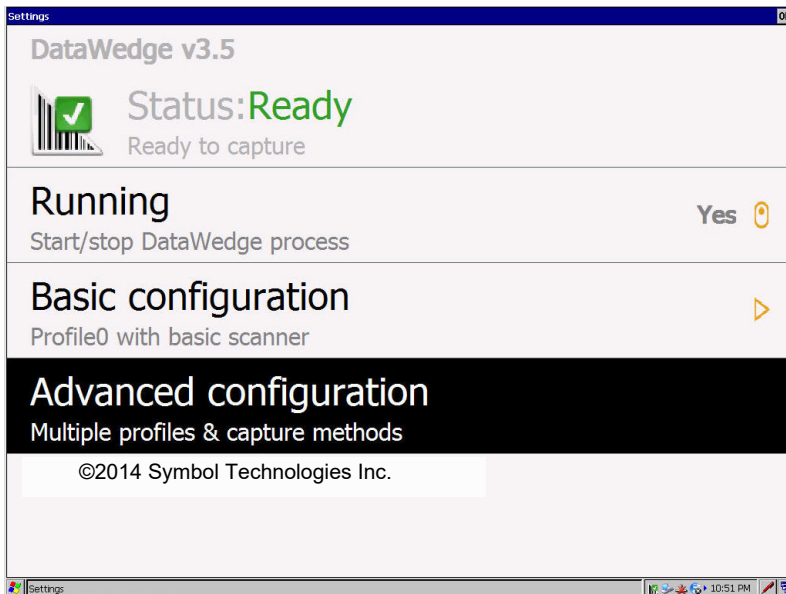 Settings
DataWedge v3.5
Status:Ready
Ready to capture
Running
Yes
Start/stop DataWedge process
Basic configuration
Profile0 with basic scanner
Advanced configuration
Multiple profiles & capture methods
©2014 Symbol Technologies Inc.
Settings
10:51 PM